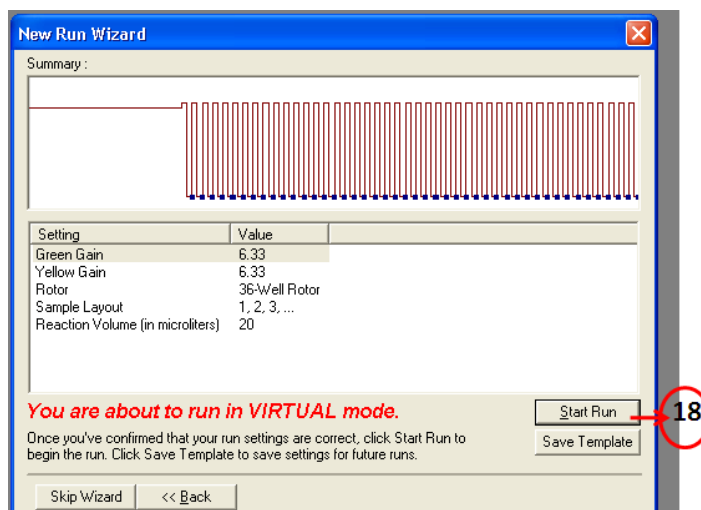 New Run Wizard
Summary :
Setting Value
Green Gain 6.33
Yellow Gain 6.33
Rotor 36-Well Rotor
Sample Layout 1, 2, 3, ...
Reaction Volume (in microliters) 20
You are about to run in VIRTUAL mode.
Start Run 18
Once you've confirmed that your run settings are correct, click Start Run to
begin the run. Click Save Template to save settings for future runs.
Save Template
Skip Wizard << Back